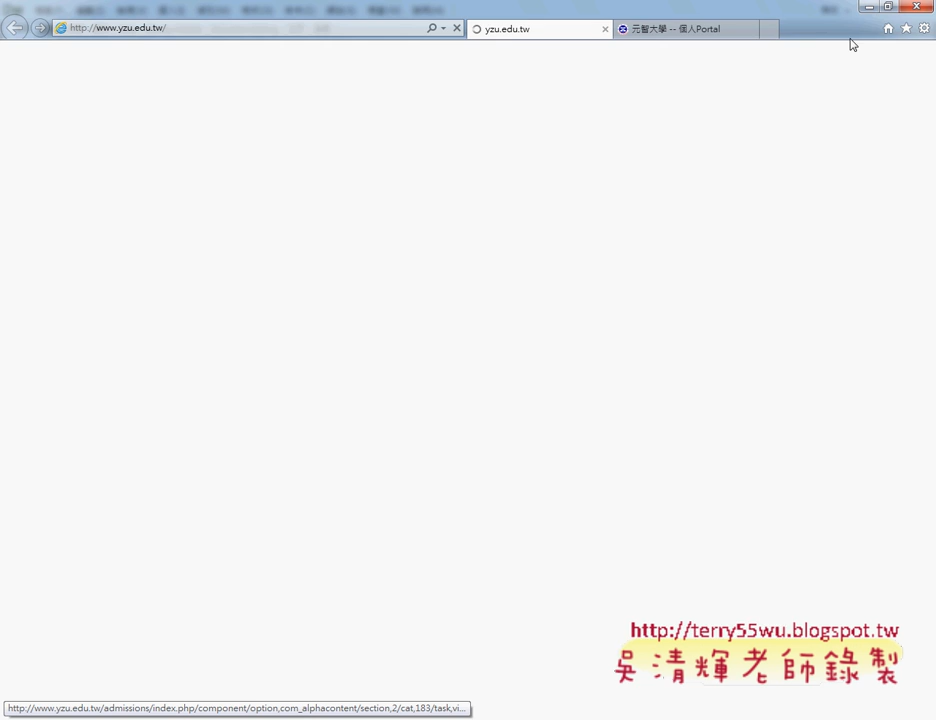 http://www.yzu.edu.tw/
yzu.edu.tw
元智大學 -- 個人Portal
http://terry55wu.blogspot.tw
吳清輝老師錄製
http://www.yzu.edu.tw/admissions/index.php/component/option,com_alphacontent/section,2/cat,183/task,vi...